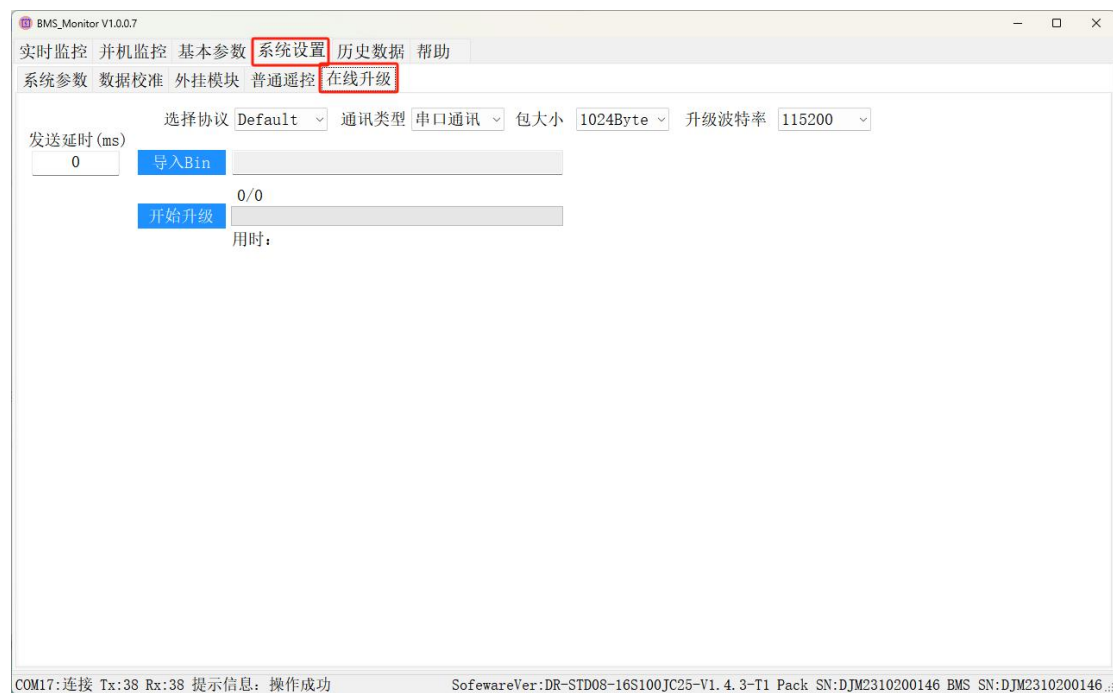 BMS_Monitor V1.0.0.7
实时监控 并机监控 基本参数 系统设置 历史数据 帮助
系统参数 数据校准 外挂模块 普通遥控 在线升级
选择协议 Default 通讯类型 串口通讯 包大小 1024Byte 升级波特率 115200
发送延时(ms)
0 导入Bin
0/0
开始升级
用时:
COM17:连接 Tx:38 Rx:38 提示信息: 操作成功 SofewareVer:DR-STD08-16S100JC25-V1.4.3-T1 Pack SN:DJM2310200146 BMS SN:DJM2310200146